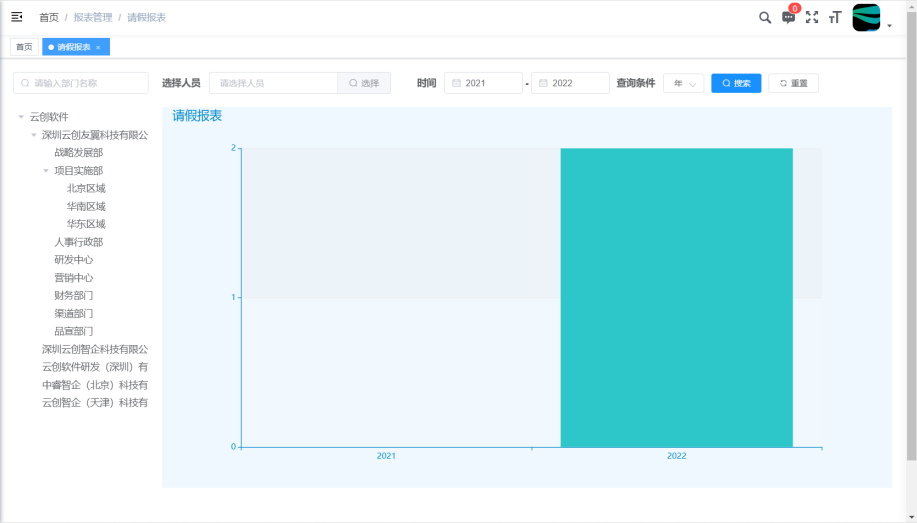 首页 / 报表管理 / 请假报表
0
首页
请假报表 ×
请输入部门名称
选择人员 请选择人员 选择 时间 2021 - 2022 查询条件 年 搜索 重置
云创软件
深圳云创友翼科技有限公
战略发展部
项目实施部
北京区域
华南区域
华东区域
人事行政部
研发中心
营销中心
财务部门
渠道部门
品宣部门
深圳云创智企科技有限公
云创软件研发（深圳）有
中睿智企（北京）科技有
云创智企（天津）科技有
请假报表
2
1
0
2021
2022